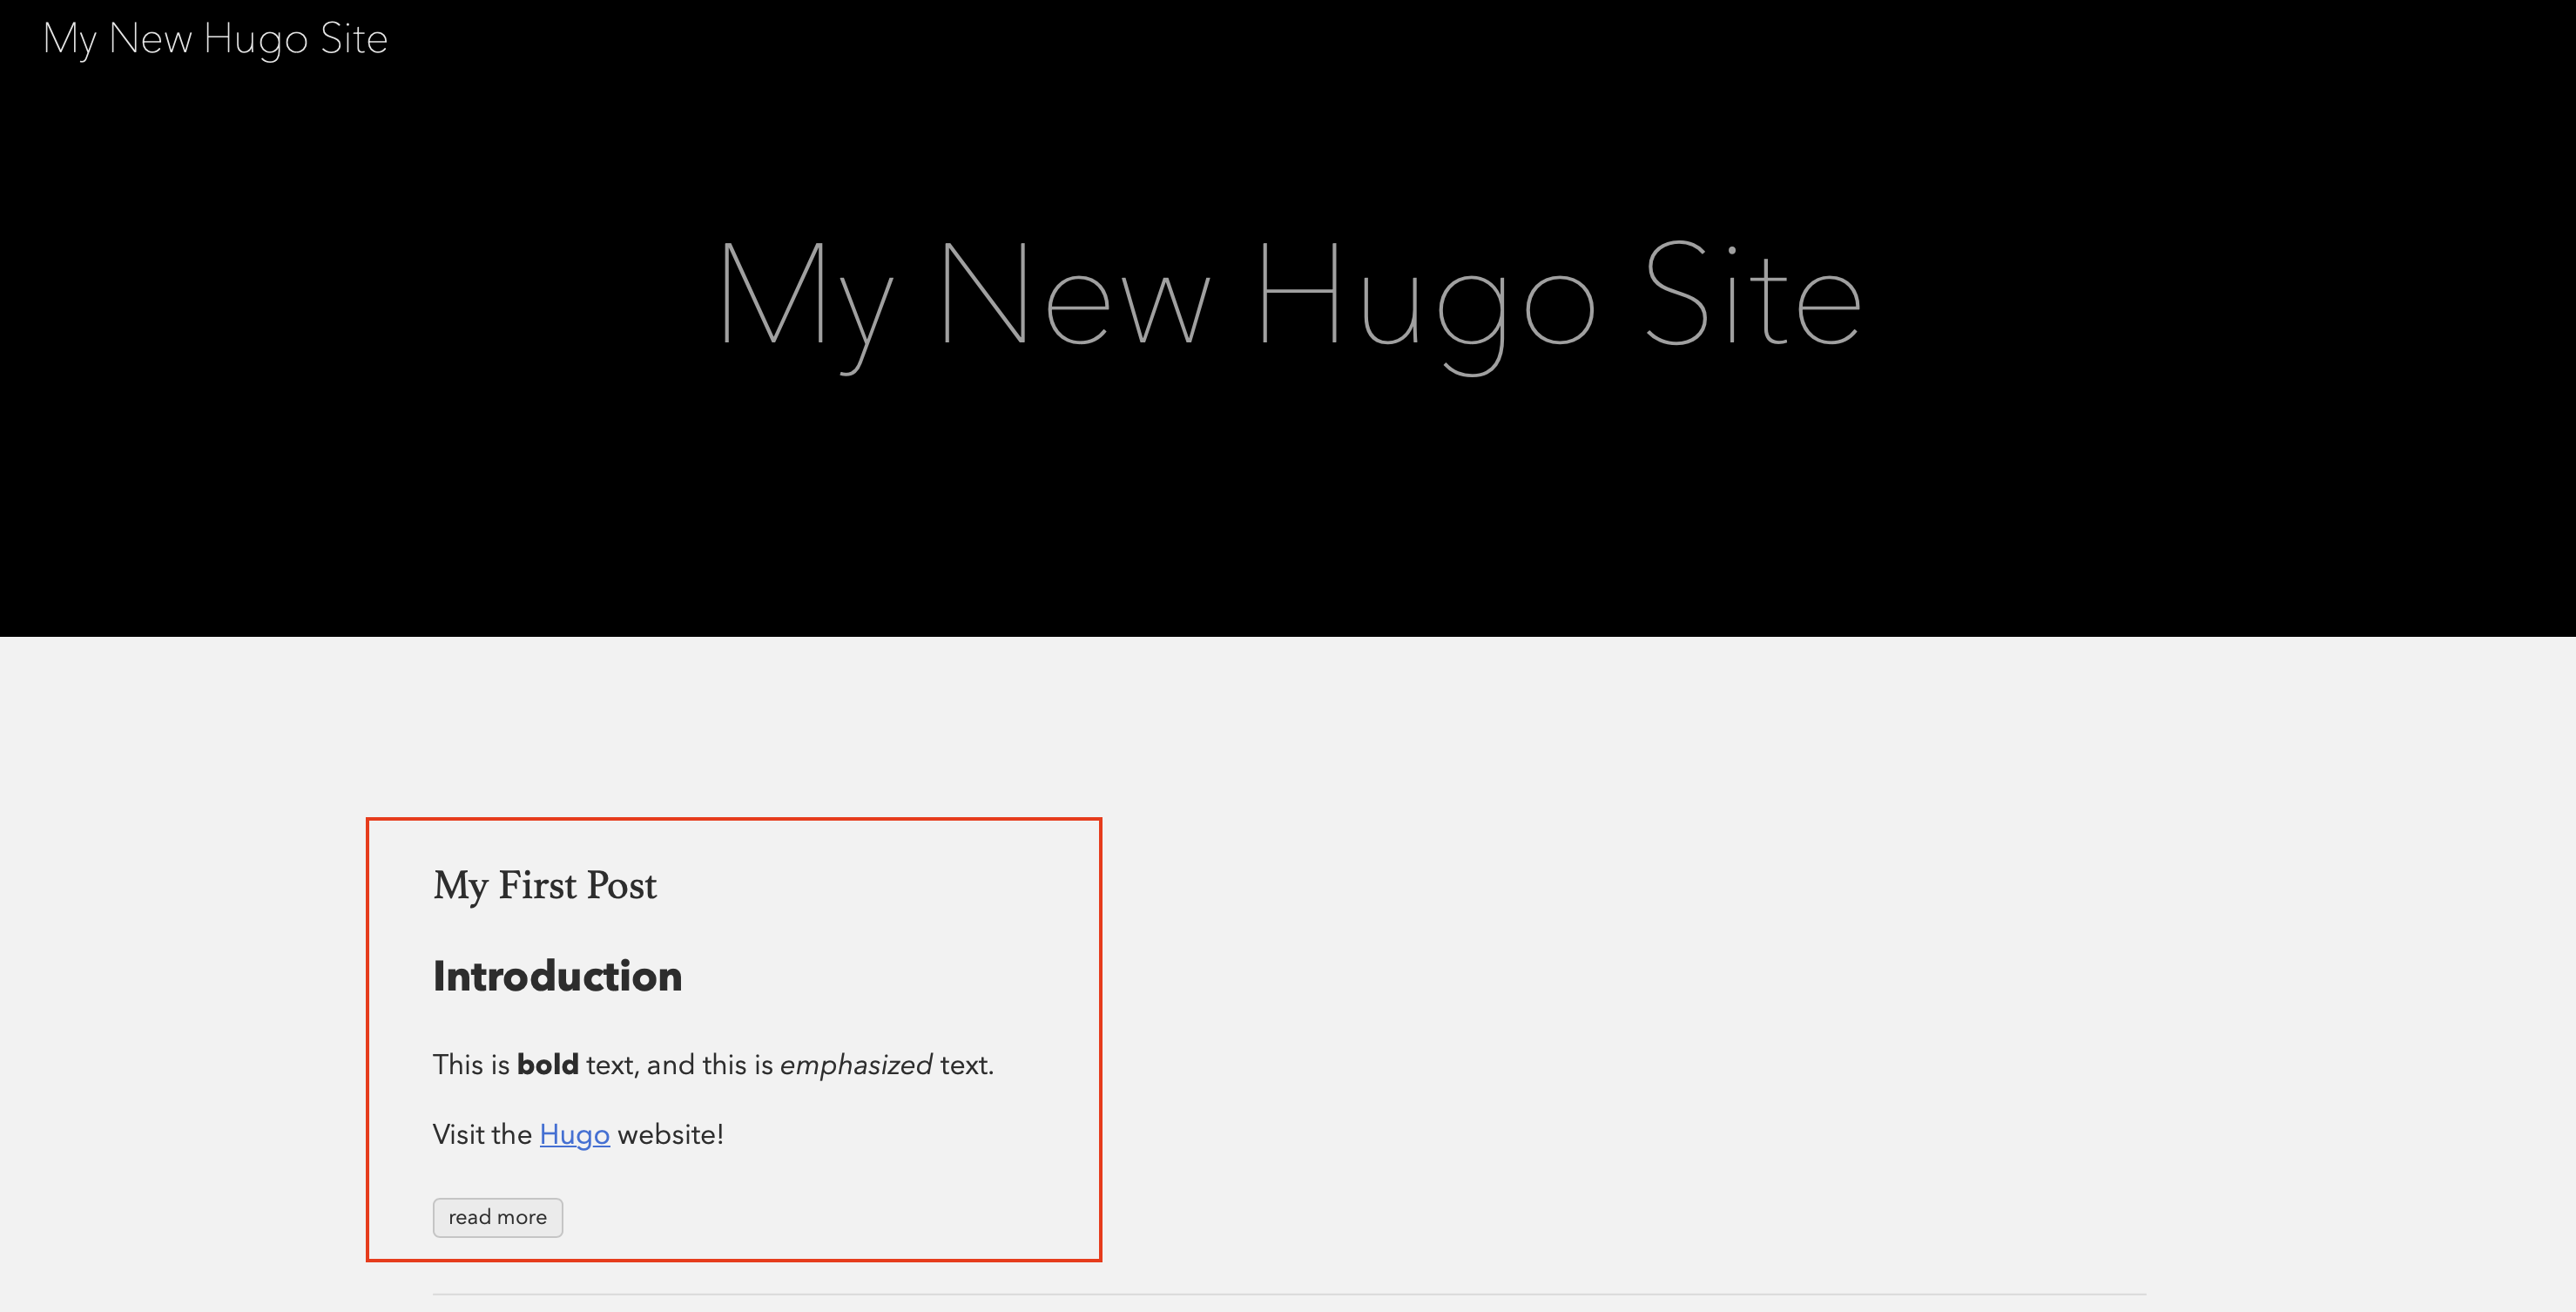 My New Hugo Site
My New Hugo Site
My First Post
Introduction
This is bold text, and this is emphasized text.
Visit the Hugo website!
read more